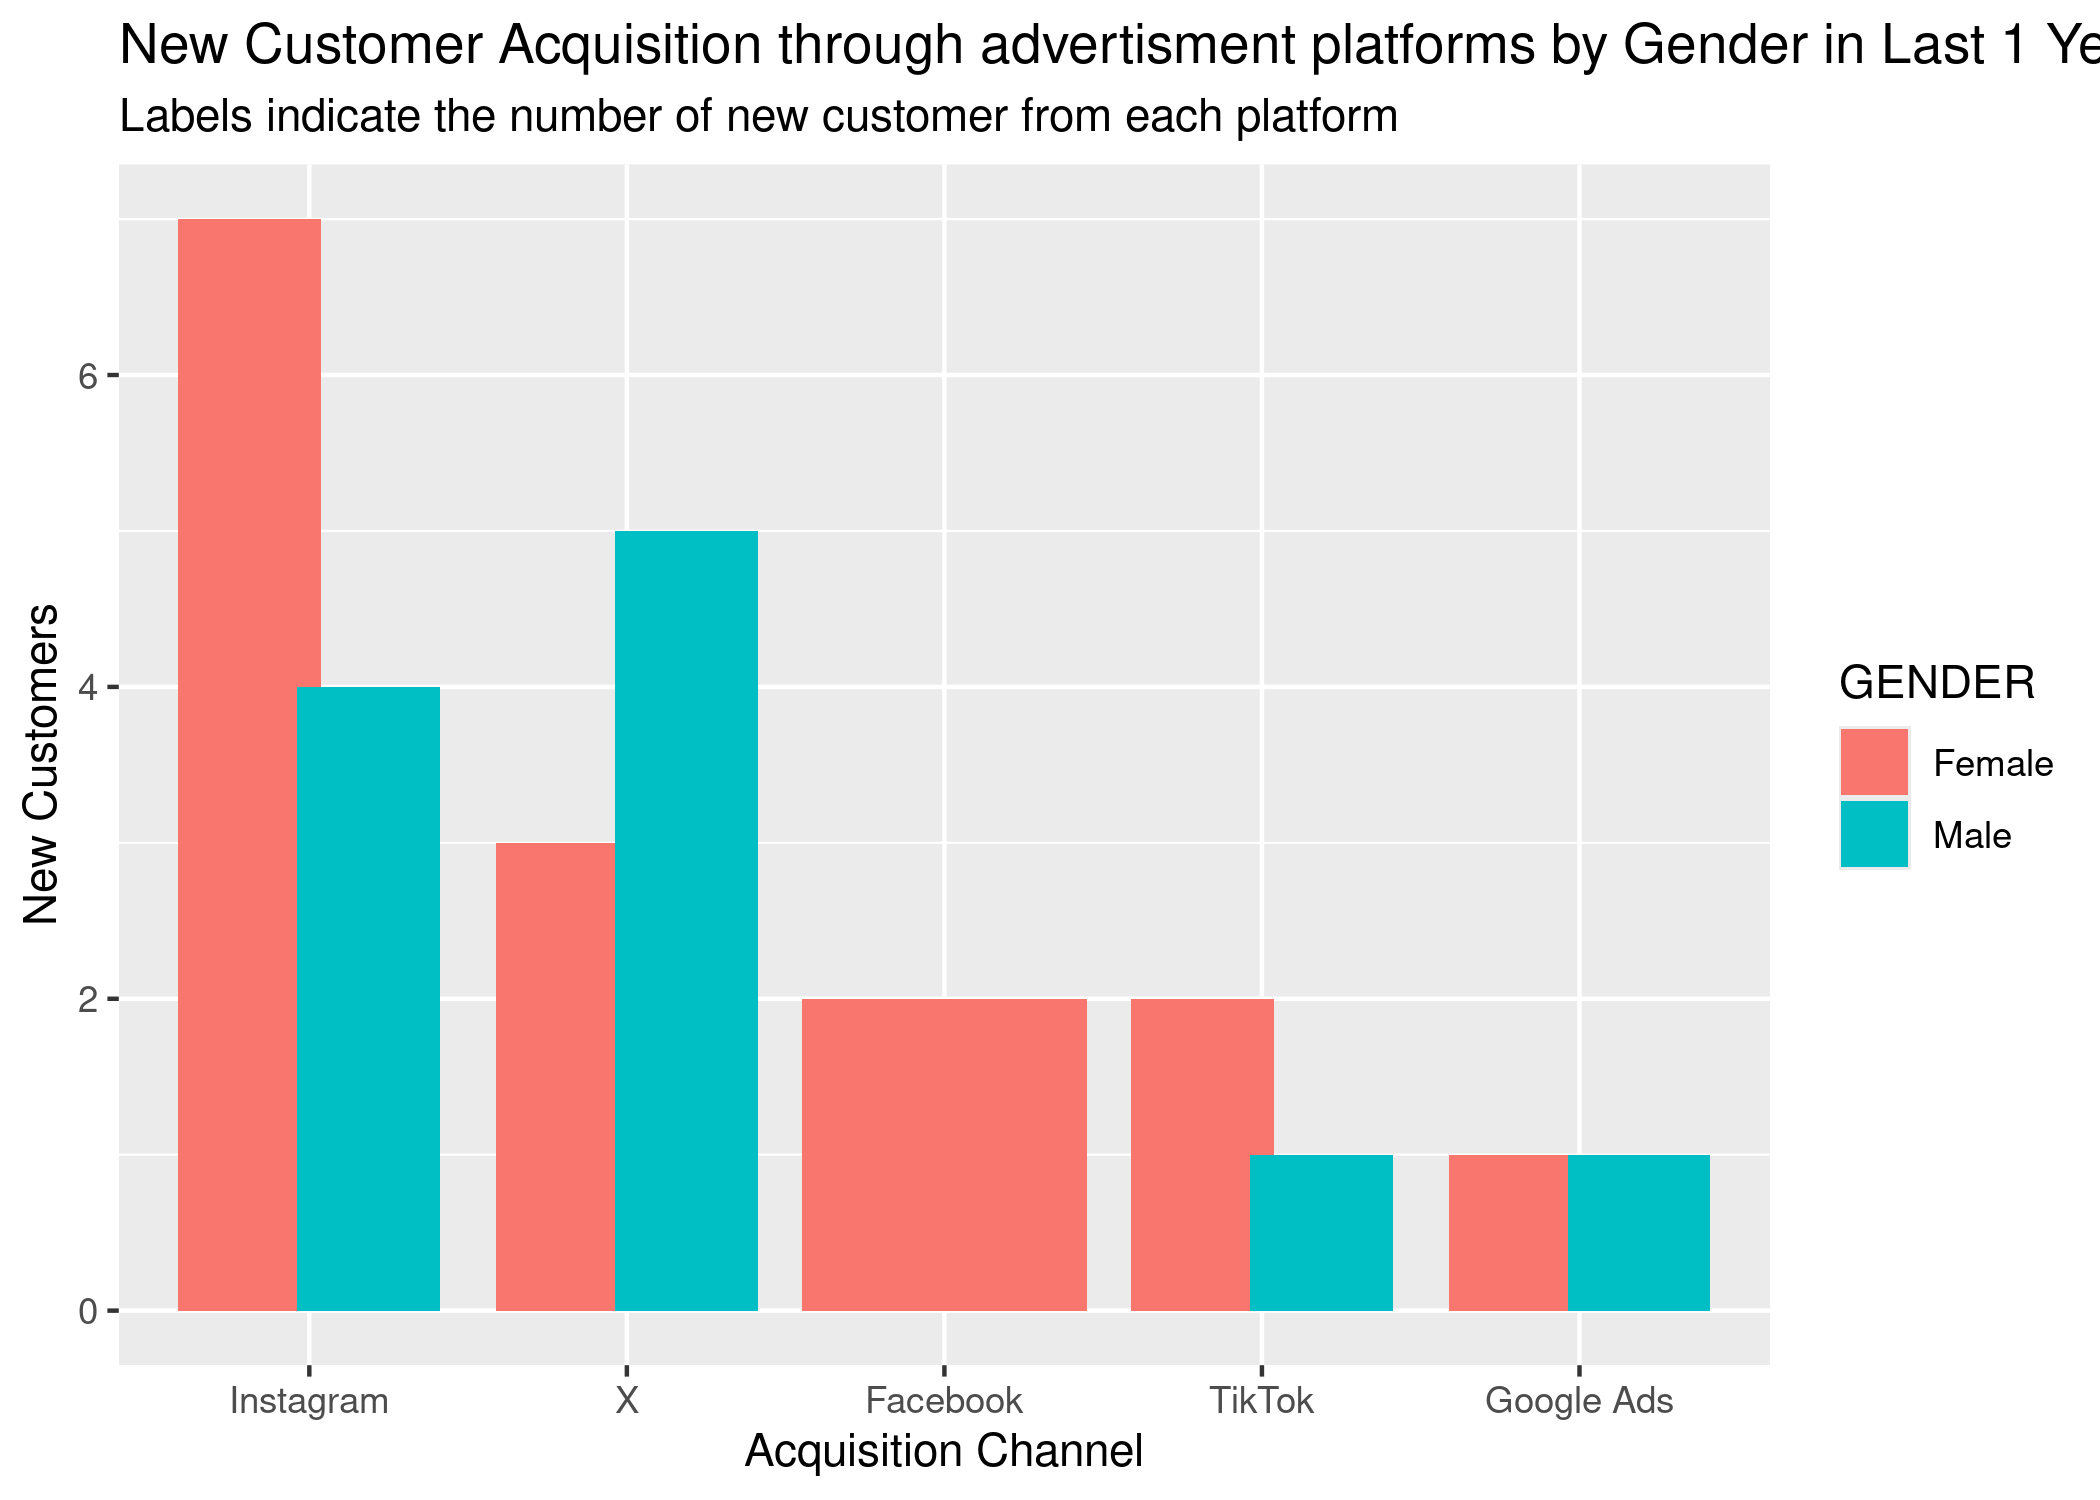 New Customer Acquisition through advertisment platforms by Gender in Last 1 Ye
Labels indicate the number of new customer from each platform
New Customers
6
4
2
0
Instagram X Facebook TikTok Google Ads
Acquisition Channel
GENDER
Female
Male